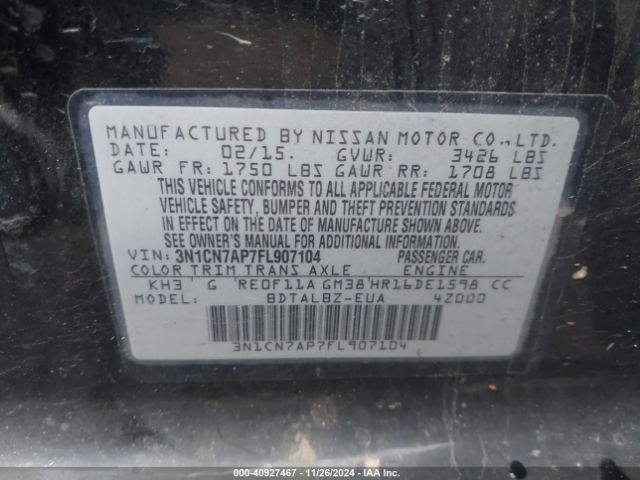 MANUFACTURED BY NISSAN MOTOR CO., LTD.
DATE: 02/15. GVWR: 3426 LBS
GAWR FR: 1750 LBS GAWR RR: 1708 LBS
THIS VEHICLE CONFORMS TO ALL APPLICABLE FEDERAL MOTOR
VEHICLE SAFETY, BUMPER AND THEFT PREVENTION STANDARDS
IN EFFECT ON THE DATE OF MANUFACTURE SHOWN ABOVE.
SEE OWNER'S MANUAL FOR ADDITIONAL INFORMATION.
VIN: 3N1CN7AP7FL907104 PASSENGER CAR.
COLOR TRIM TRANS AXLE ENGINE
KH3 G RE0F11A GM38 HR16DE1598 CC
MODEL: BDTALBZ-EUA 4Z000
3N1CN7AP7FL907104
000-40927467 - 11/26/2024 - IAAI.com